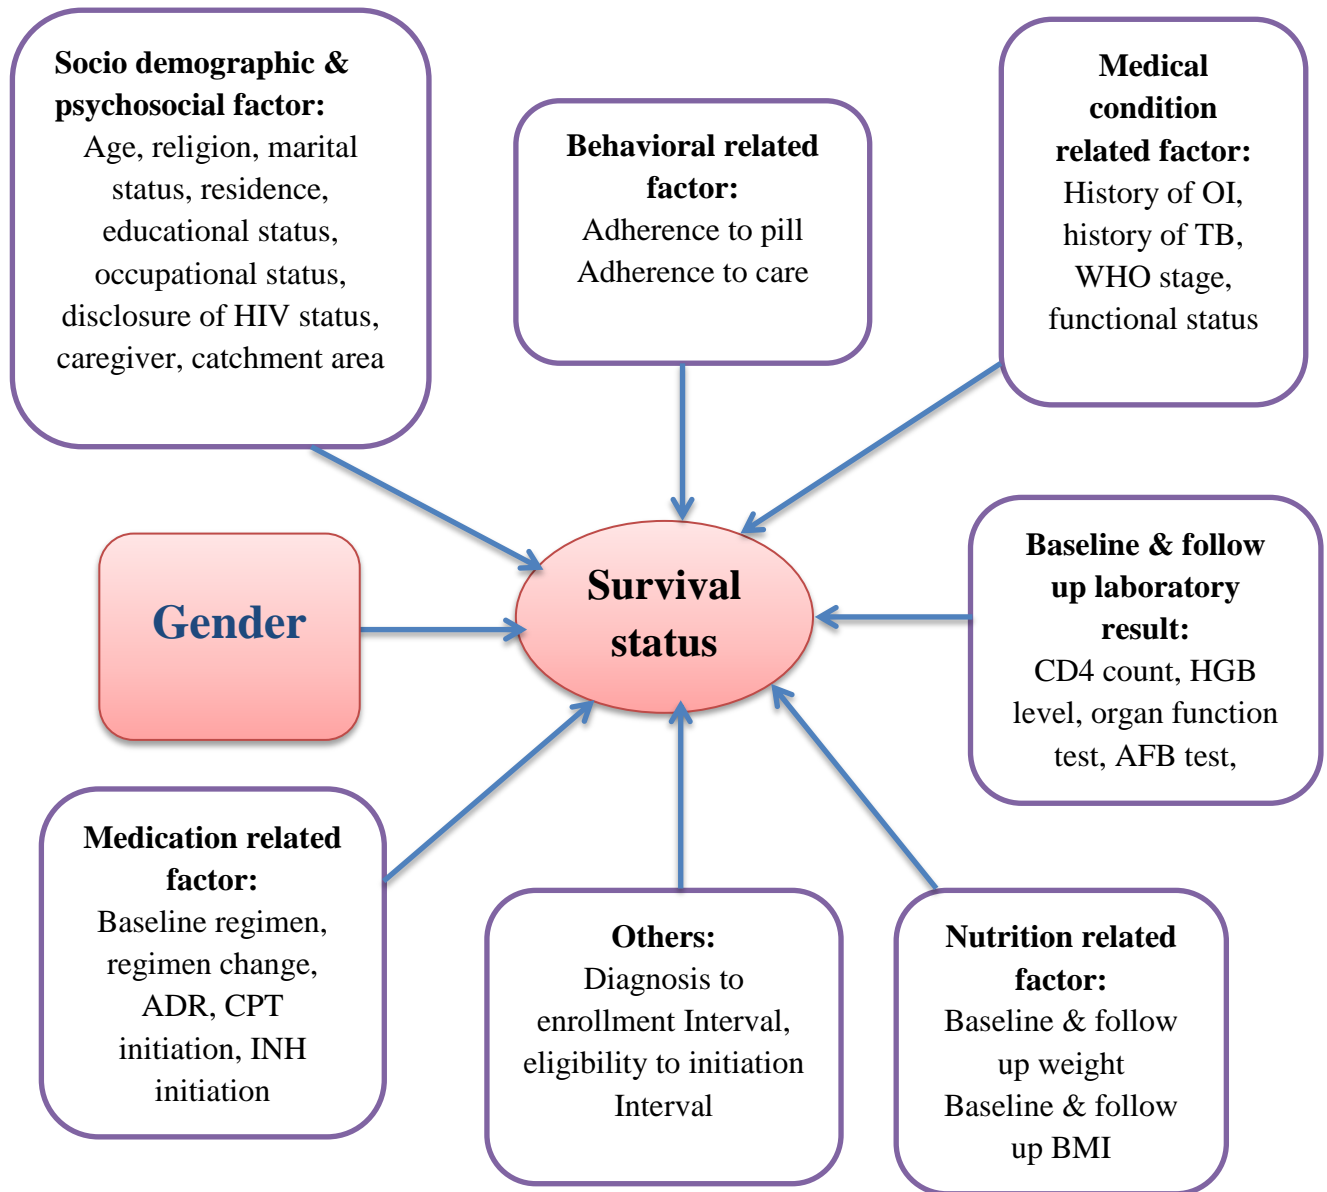 Socio demographic &
psychosocial factor:
Age, religion, marital
status, residence,
educational status,
occupational status,
disclosure of HIV status,
caregiver, catchment area
Behavioral related
factor:
Adherence to pill
Adherence to care
Medical
condition
related factor:
History of OI,
history of TB,
WHO stage,
functional status
Gender
Survival
status
Baseline & follow
up laboratory
result:
CD4 count, HGB
level, organ function
test, AFB test,
Medication related
factor:
Baseline regimen,
regimen change,
ADR, CPT
initiation, INH
initiation
Others:
Diagnosis to
enrollment Interval,
eligibility to initiation
Interval
Nutrition related
factor:
Baseline & follow
up weight
Baseline & follow
up BMI